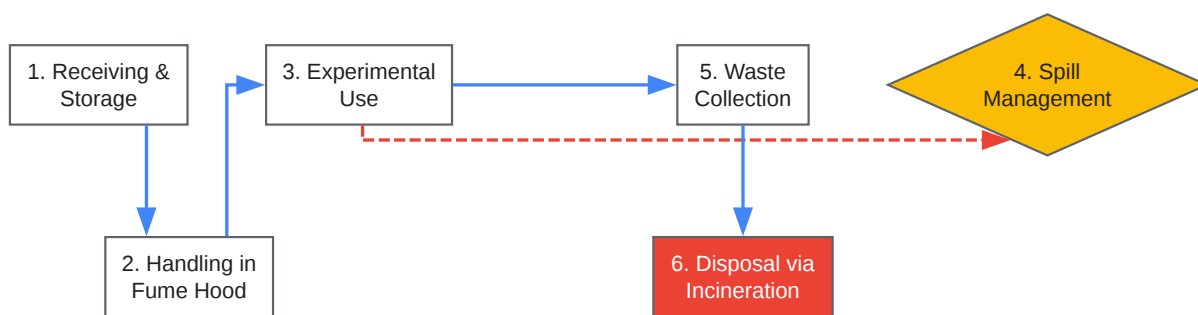 1. Receiving &
Storage
2. Handling in
Fume Hood
3. Experimental
Use
5. Waste
Collection
4. Spill
Management
6. Disposal via
Incineration